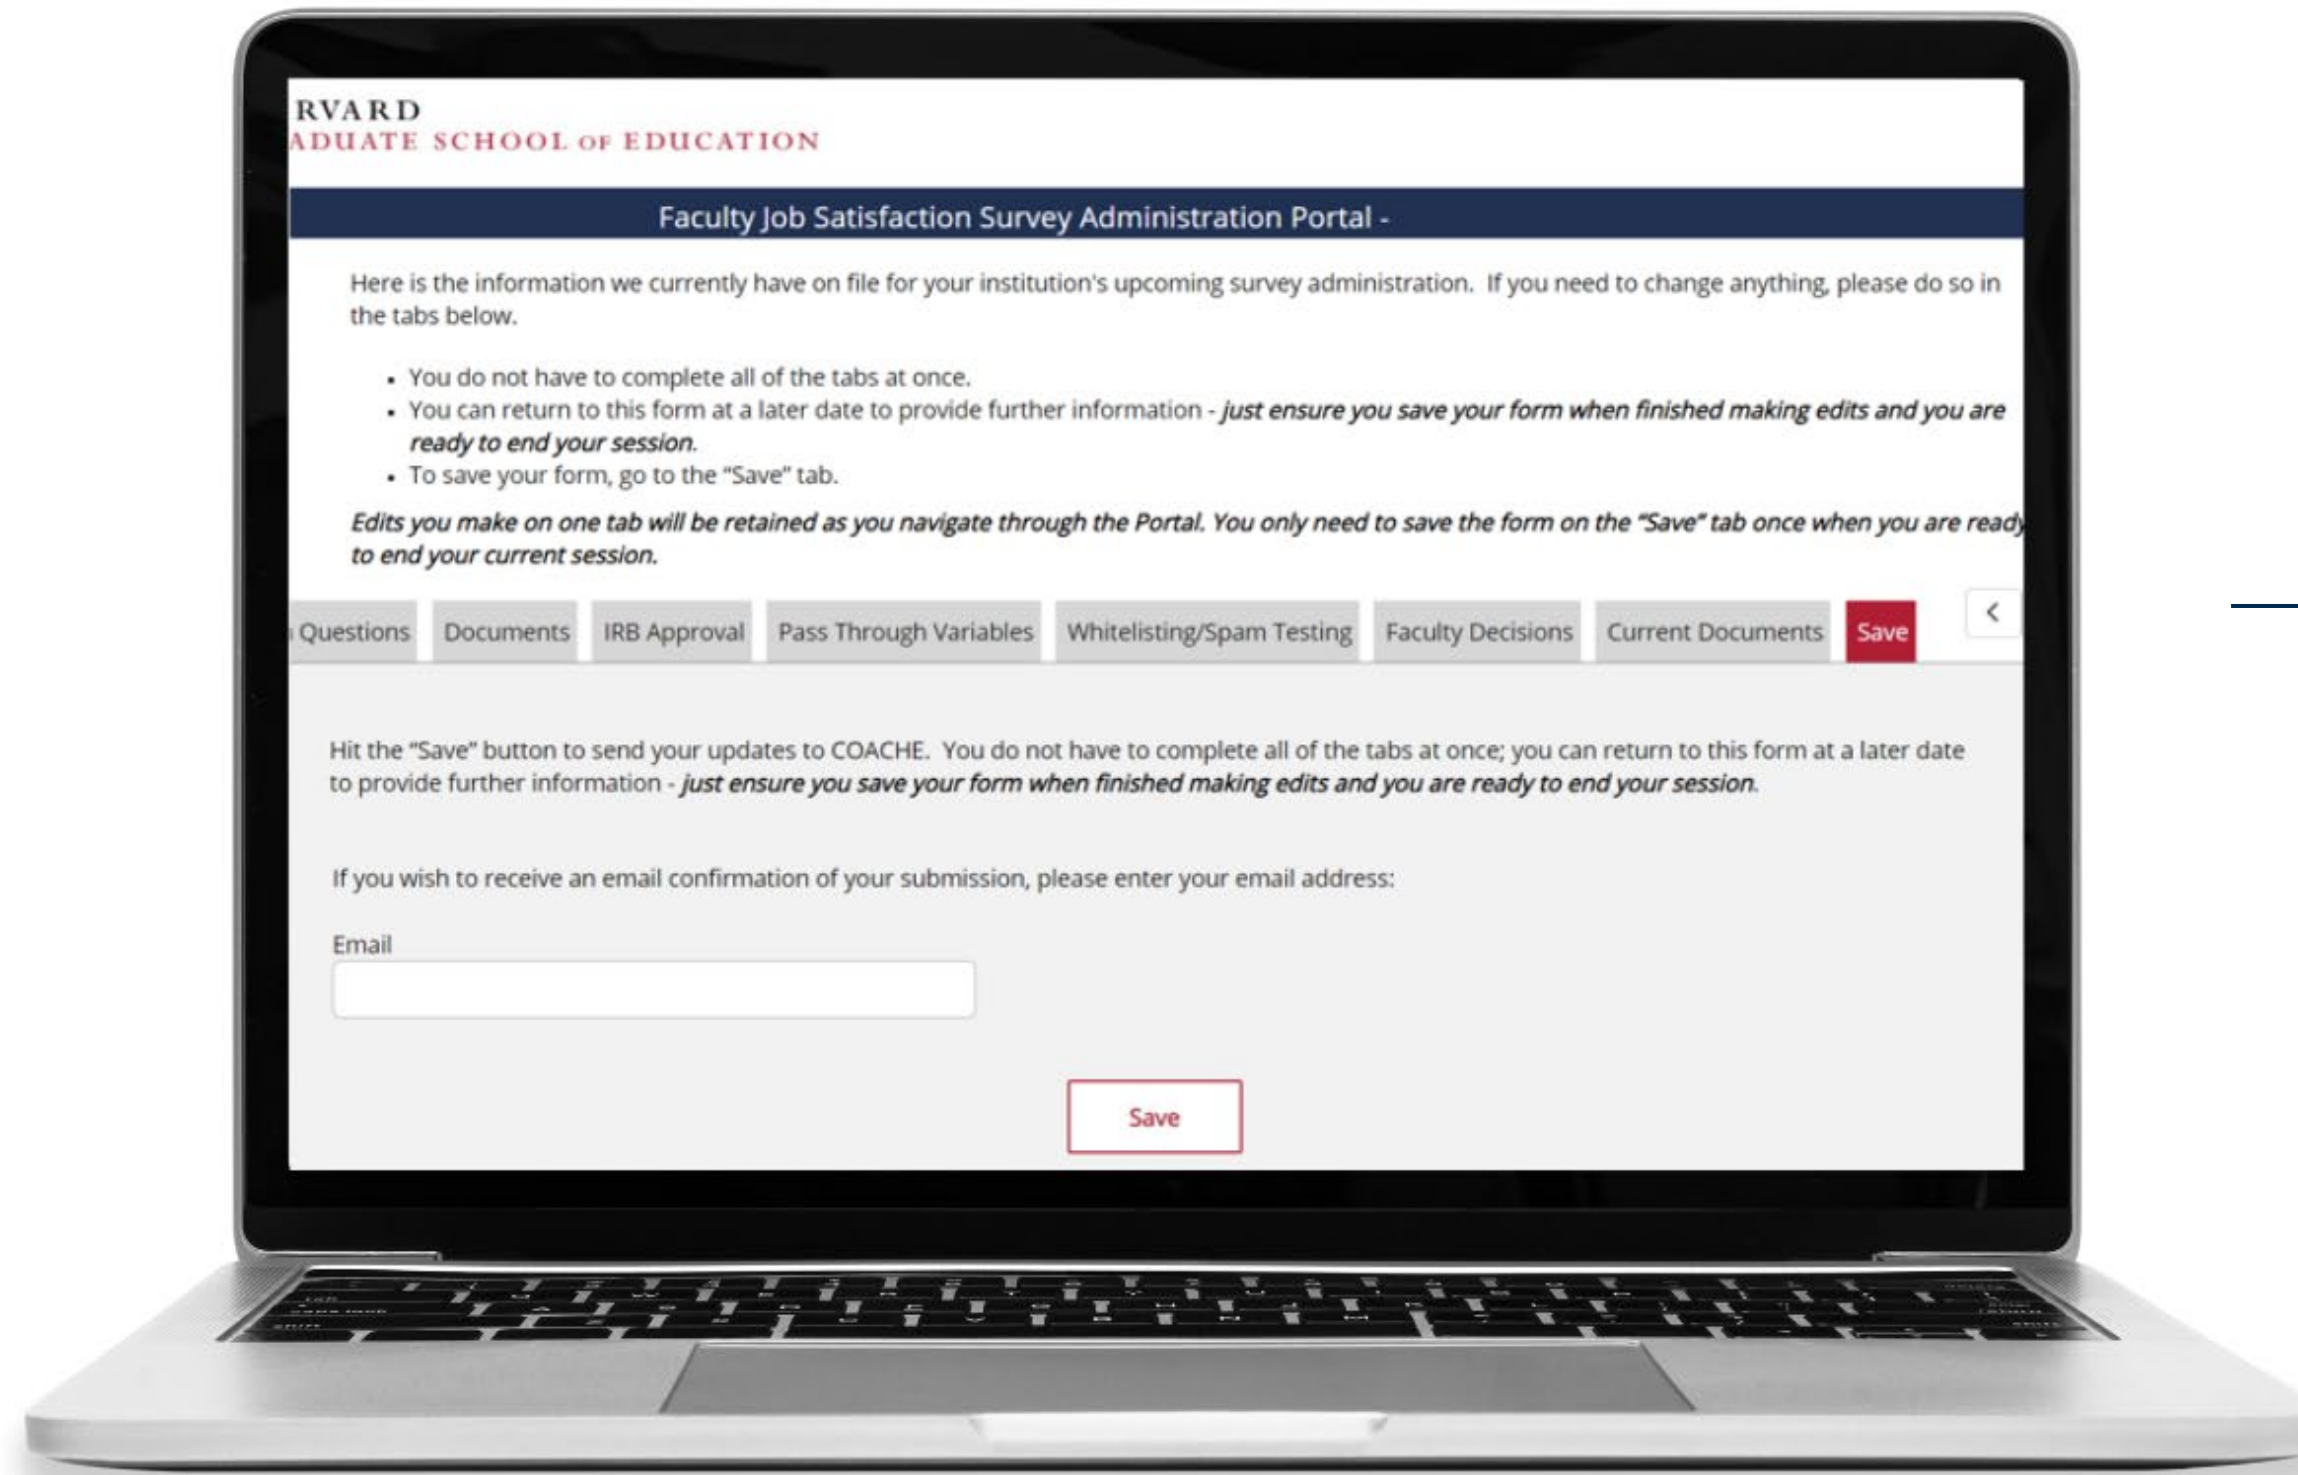 RVARD
ADUATE SCHOOL OF EDUCATION
Faculty Job Satisfaction Survey Administration Portal -
Here is the information we currently have on file for your institution's upcoming survey administration. If you need to change anything, please do so in
the tabs below.
• You do not have to complete all of the tabs at once.
• You can return to this form at a later date to provide further information - just ensure you save your form when finished making edits and you are
ready to end your session.
• To save your form, go to the “Save” tab.
Edits you make on one tab will be retained as you navigate through the Portal. You only need to save the form on the “Save” tab once when you are ready
to end your current session.
Questions Documents IRB Approval Pass Through Variables Whitelisting/Spam Testing Faculty Decisions Current Documents Save <
Hit the “Save” button to send your updates to COACHE. You do not have to complete all of the tabs at once; you can return to this form at a later date
to provide further information - just ensure you save your form when finished making edits and you are ready to end your session.
If you wish to receive an email confirmation of your submission, please enter your email address:
Email
Save